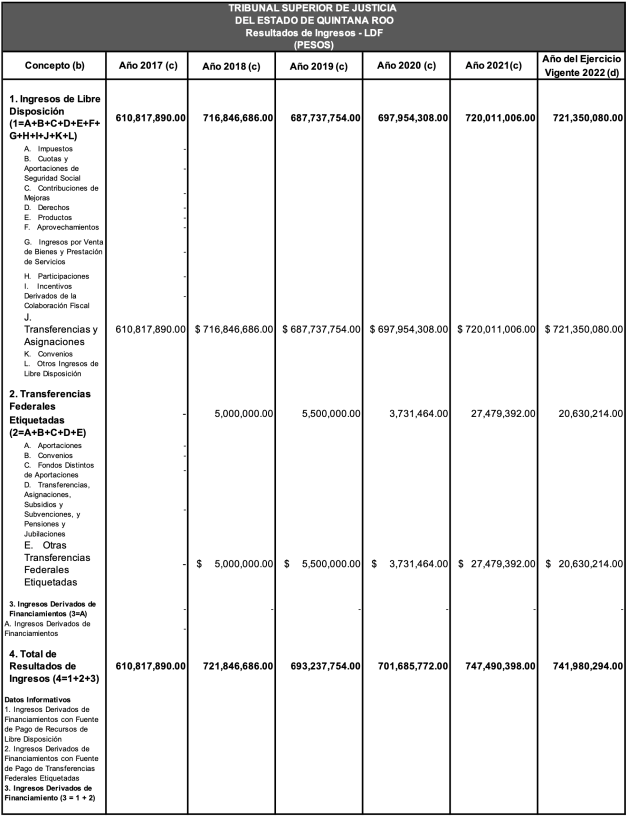 TRIBUNAL SUPERIOR DE JUSTICIA
DEL ESTADO DE QUINTANA ROO
Resultados de Ingresos - LDF
(PESOS)
Concepto (b) Año 2017 (c) Año 2018 (c) Año 2019 (c) Año 2020 (c) Año 2021(c) Año del Ejercicio
Vigente 2022 (d)
1. Ingresos de Libre
Disposición
(1=A+B+C+D+E+F+
G+H+I+J+K+L)
610,817,890.00 716,846,686.00 687,737,754.00 697,954,308.00 720,011,006.00 721,350,080.00
A. Impuestos -
B. Cuotas y
Aportaciones de
Seguridad Social
-
C. Contribuciones de
Mejoras
-
D. Derechos -
E. Productos -
F. Aprovechamientos -
G. Ingresos por Venta
de Bienes y Prestación
de Servicios
-
H. Participaciones -
I. Incentivos
Derivados de la
Colaboración Fiscal
-
J.
Transferencias y
Asignaciones
610,817,890.00 $ 716,846,686.00 $ 687,737,754.00 $ 697,954,308.00 $ 720,011,006.00 $ 721,350,080.00
K. Convenios
L. Otros Ingresos de
Libre Disposición
2. Transferencias
Federales
Etiquetadas
(2=A+B+C+D+E)
- 5,000,000.00 5,500,000.00 3,731,464.00 27,479,392.00 20,630,214.00
A. Aportaciones -
B. Convenios -
C. Fondos Distintos
de Aportaciones
-
D. Transferencias,
Asignaciones,
Subsidios y
Subvenciones, y
Pensiones y
Jubilaciones
-
E. Otras
Transferencias
Federales
Etiquetadas
- $ 5,000,000.00 $ 5,500,000.00 $ 3,731,464.00 $ 27,479,392.00 $ 20,630,214.00
3. Ingresos Derivados de
Financiamientos (3=A)
- - - - - -
A. Ingresos Derivados de
Financiamientos
-
4. Total de
Resultados de
Ingresos (4=1+2+3)
610,817,890.00 721,846,686.00 693,237,754.00 701,685,772.00 747,490,398.00 741,980,294.00
Datos Informativos
1. Ingresos Derivados de
Financiamientos con Fuente
de Pago de Recursos de
Libre Disposición
2. Ingresos Derivados de
Financiamientos con Fuente
de Pago de Transferencias
Federales Etiquetadas
3. Ingresos Derivados de
Financiamiento (3 = 1 + 2)